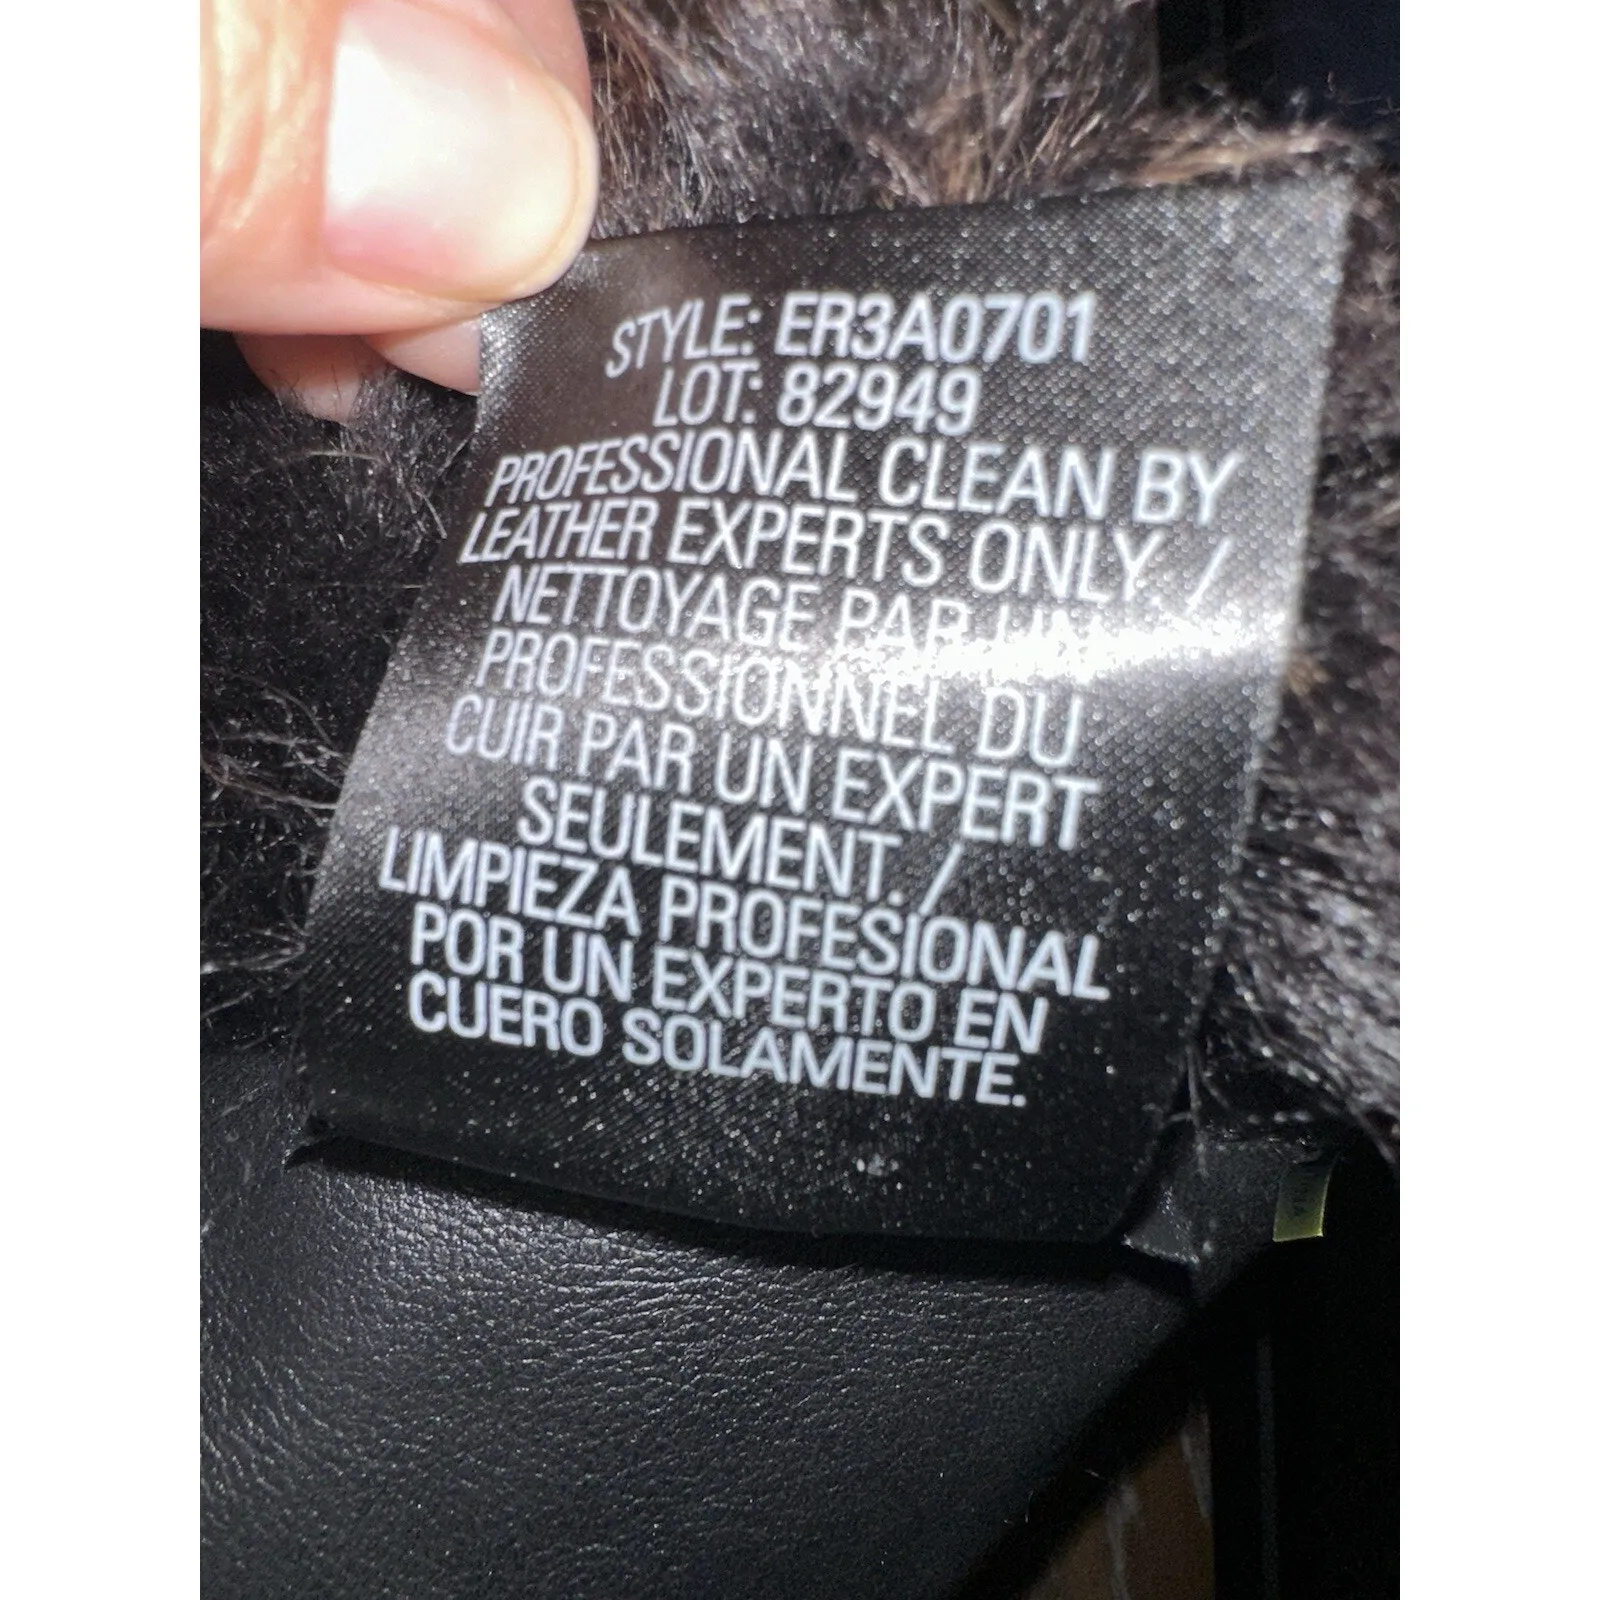 STYLE: ER3A0701
LOT: 82949
PROFESSIONAL CLEAN BY
LEATHER EXPERTS ONLY /
NETTOYAGE PAR UN
PROFESSIONNEL DU
CUIR PAR UN EXPERT
SEULEMENT. /
LIMPIEZA PROFESIONAL
POR UN EXPERTO EN
CUERO SOLAMENTE.